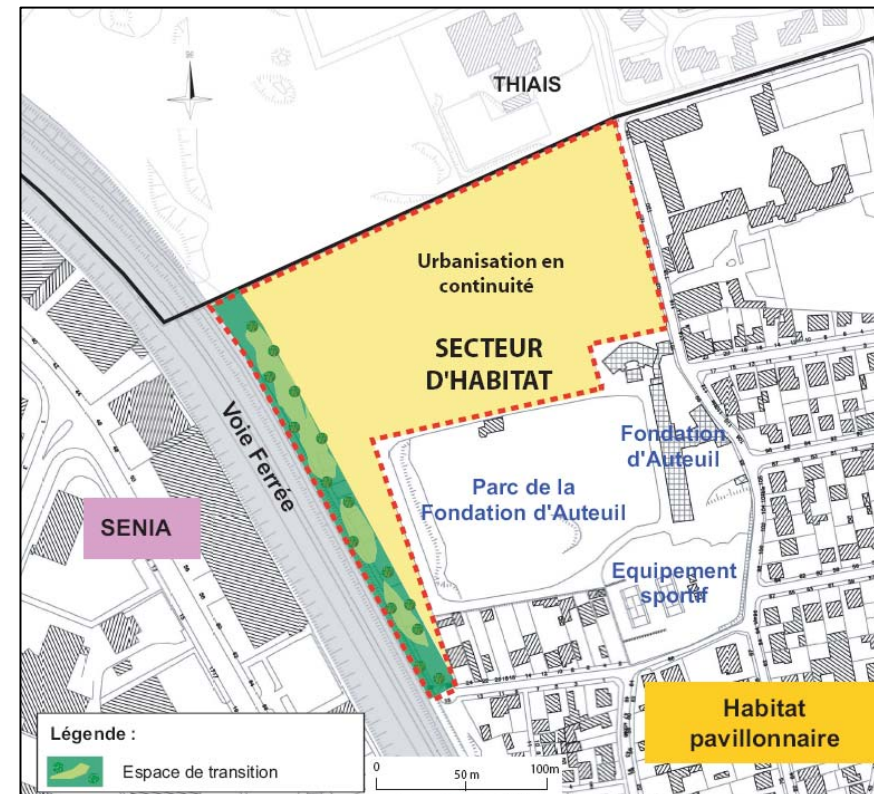 THIAIS
Urbanisation en
continuité
SECTEUR
D'HABITAT
Voie Ferrée
Fondation
d'Auteuil
Parc de la
Fondation d'Auteuil
SENIA
Equipement
sportif
Habitat
pavillonnaire
Légende :
Espace de transition
0
50 m
100m